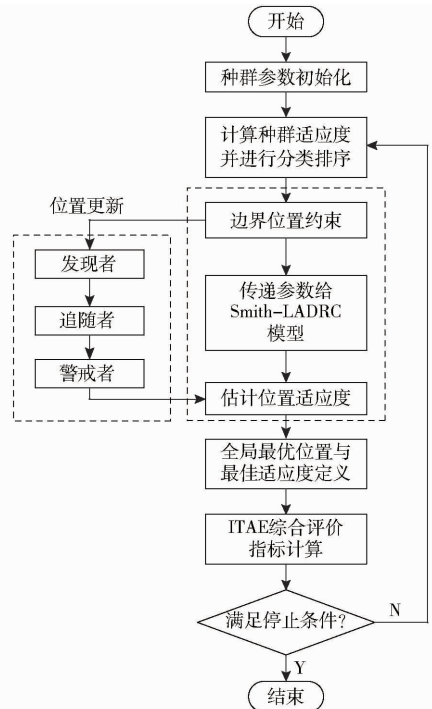 开始
种群参数初始化
计算种群适应度
并进行分类排序
位置更新
边界位置约束
发现者
追随者
警戒者
传递参数给
Smith-LADRC
模型
估计位置适应度
全局最优位置与
最佳适应度定义
ITAE综合评价
指标计算
满足停止条件?
N
Y
结束